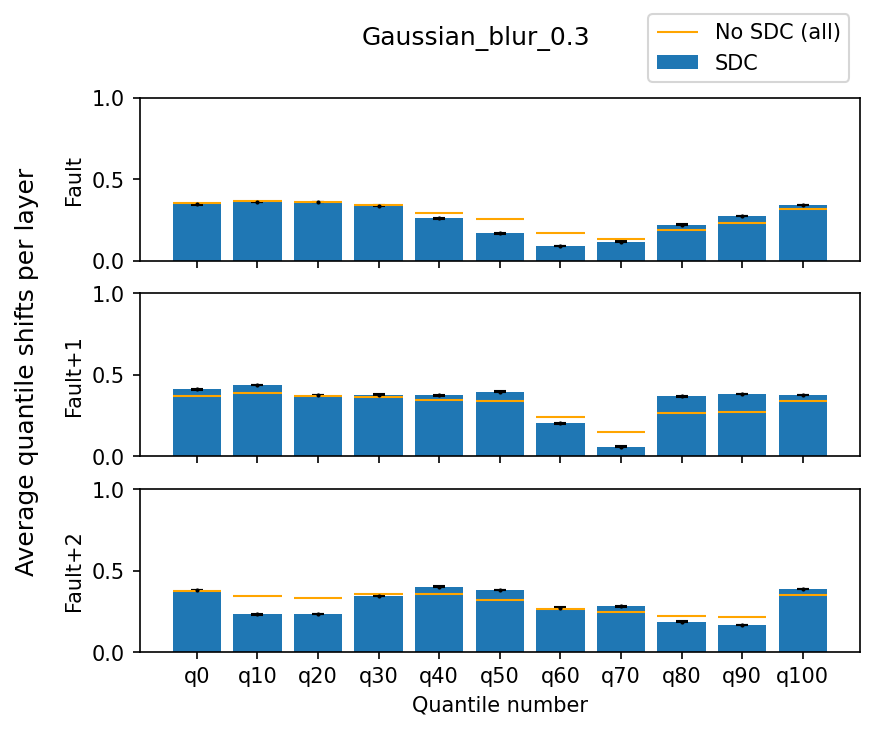 Gaussian_blur_0.3
No SDC (all)
SDC
Average quantile shifts per layer
Fault
1.0
0.5
0.0
Fault+1
1.0
0.5
0.0
Fault+2
1.0
0.5
0.0
q0 q10 q20 q30 q40 q50 q60 q70 q80 q90 q100
Quantile number